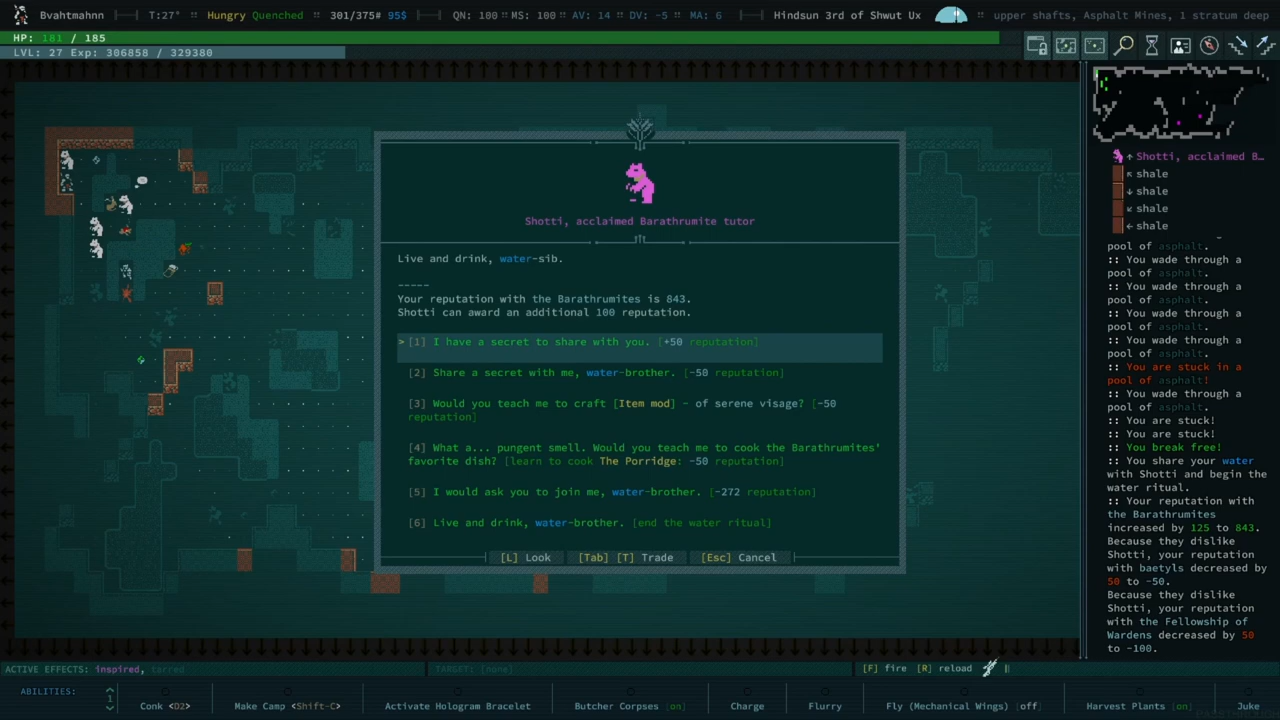 Bvahtmahnn T:27° :: Hungry Quenched :: 301/375# 95$ QN: 100 :: MS: 100 :: AV: 14 :: DV: -5 :: MA: 6 Hindsun 3rd of Shwut Ux :: upper shafts, Asphalt Mines, 1 stratum deep
HP: 181 / 185
LVL: 27 Exp: 306858 / 329380
Shotti, acclaimed Barathrumite tutor
Live and drink, water-sib.
-----
Your reputation with the Barathrumites is 843.
Shotti can award an additional 100 reputation.
> [1] I have a secret to share with you. [+50 reputation]
[2] Share a secret with me, water-brother. [-50 reputation]
[3] Would you teach me to craft [Item mod] - of serene visage? [-50
reputation]
[4] What a... pungent smell. Would you teach me to cook the Barathrumites'
favorite dish? [learn to cook The Porridge: -50 reputation]
[5] I would ask you to join me, water-brother. [-272 reputation]
[6] Live and drink, water-brother. [end the water ritual]
[L] Look [Tab] [T] Trade [Esc] Cancel
Shotti, acclaimed B…
shale
shale
shale
shale
pool of asphalt.
:: You wade through a
pool of asphalt.
:: You wade through a
pool of asphalt.
:: You wade through a
pool of asphalt.
:: You wade through a
pool of asphalt.
:: You are stuck in a
pool of asphalt!
:: You wade through a
pool of asphalt.
:: You are stuck!
:: You are stuck!
:: You break free!
:: You share your water
with Shotti and begin the
water ritual.
:: Your reputation with
the Barathrumites
increased by 125 to 843.
Because they dislike
Shotti, your reputation
with baetyls decreased by
50 to -50.
Because they dislike
Shotti, your reputation
with the Fellowship of
Wardens decreased by 50
to -100.
ACTIVE EFFECTS: inspired, tarred TARGET: [none] [F] fire [R] reload
ABILITIES: 1 Conk <D2> Make Camp <Shift-C> Activate Hologram Bracelet Butcher Corpses [on] Charge Flurry Fly (Mechanical Wings) [off] Harvest Plants [on] Juke